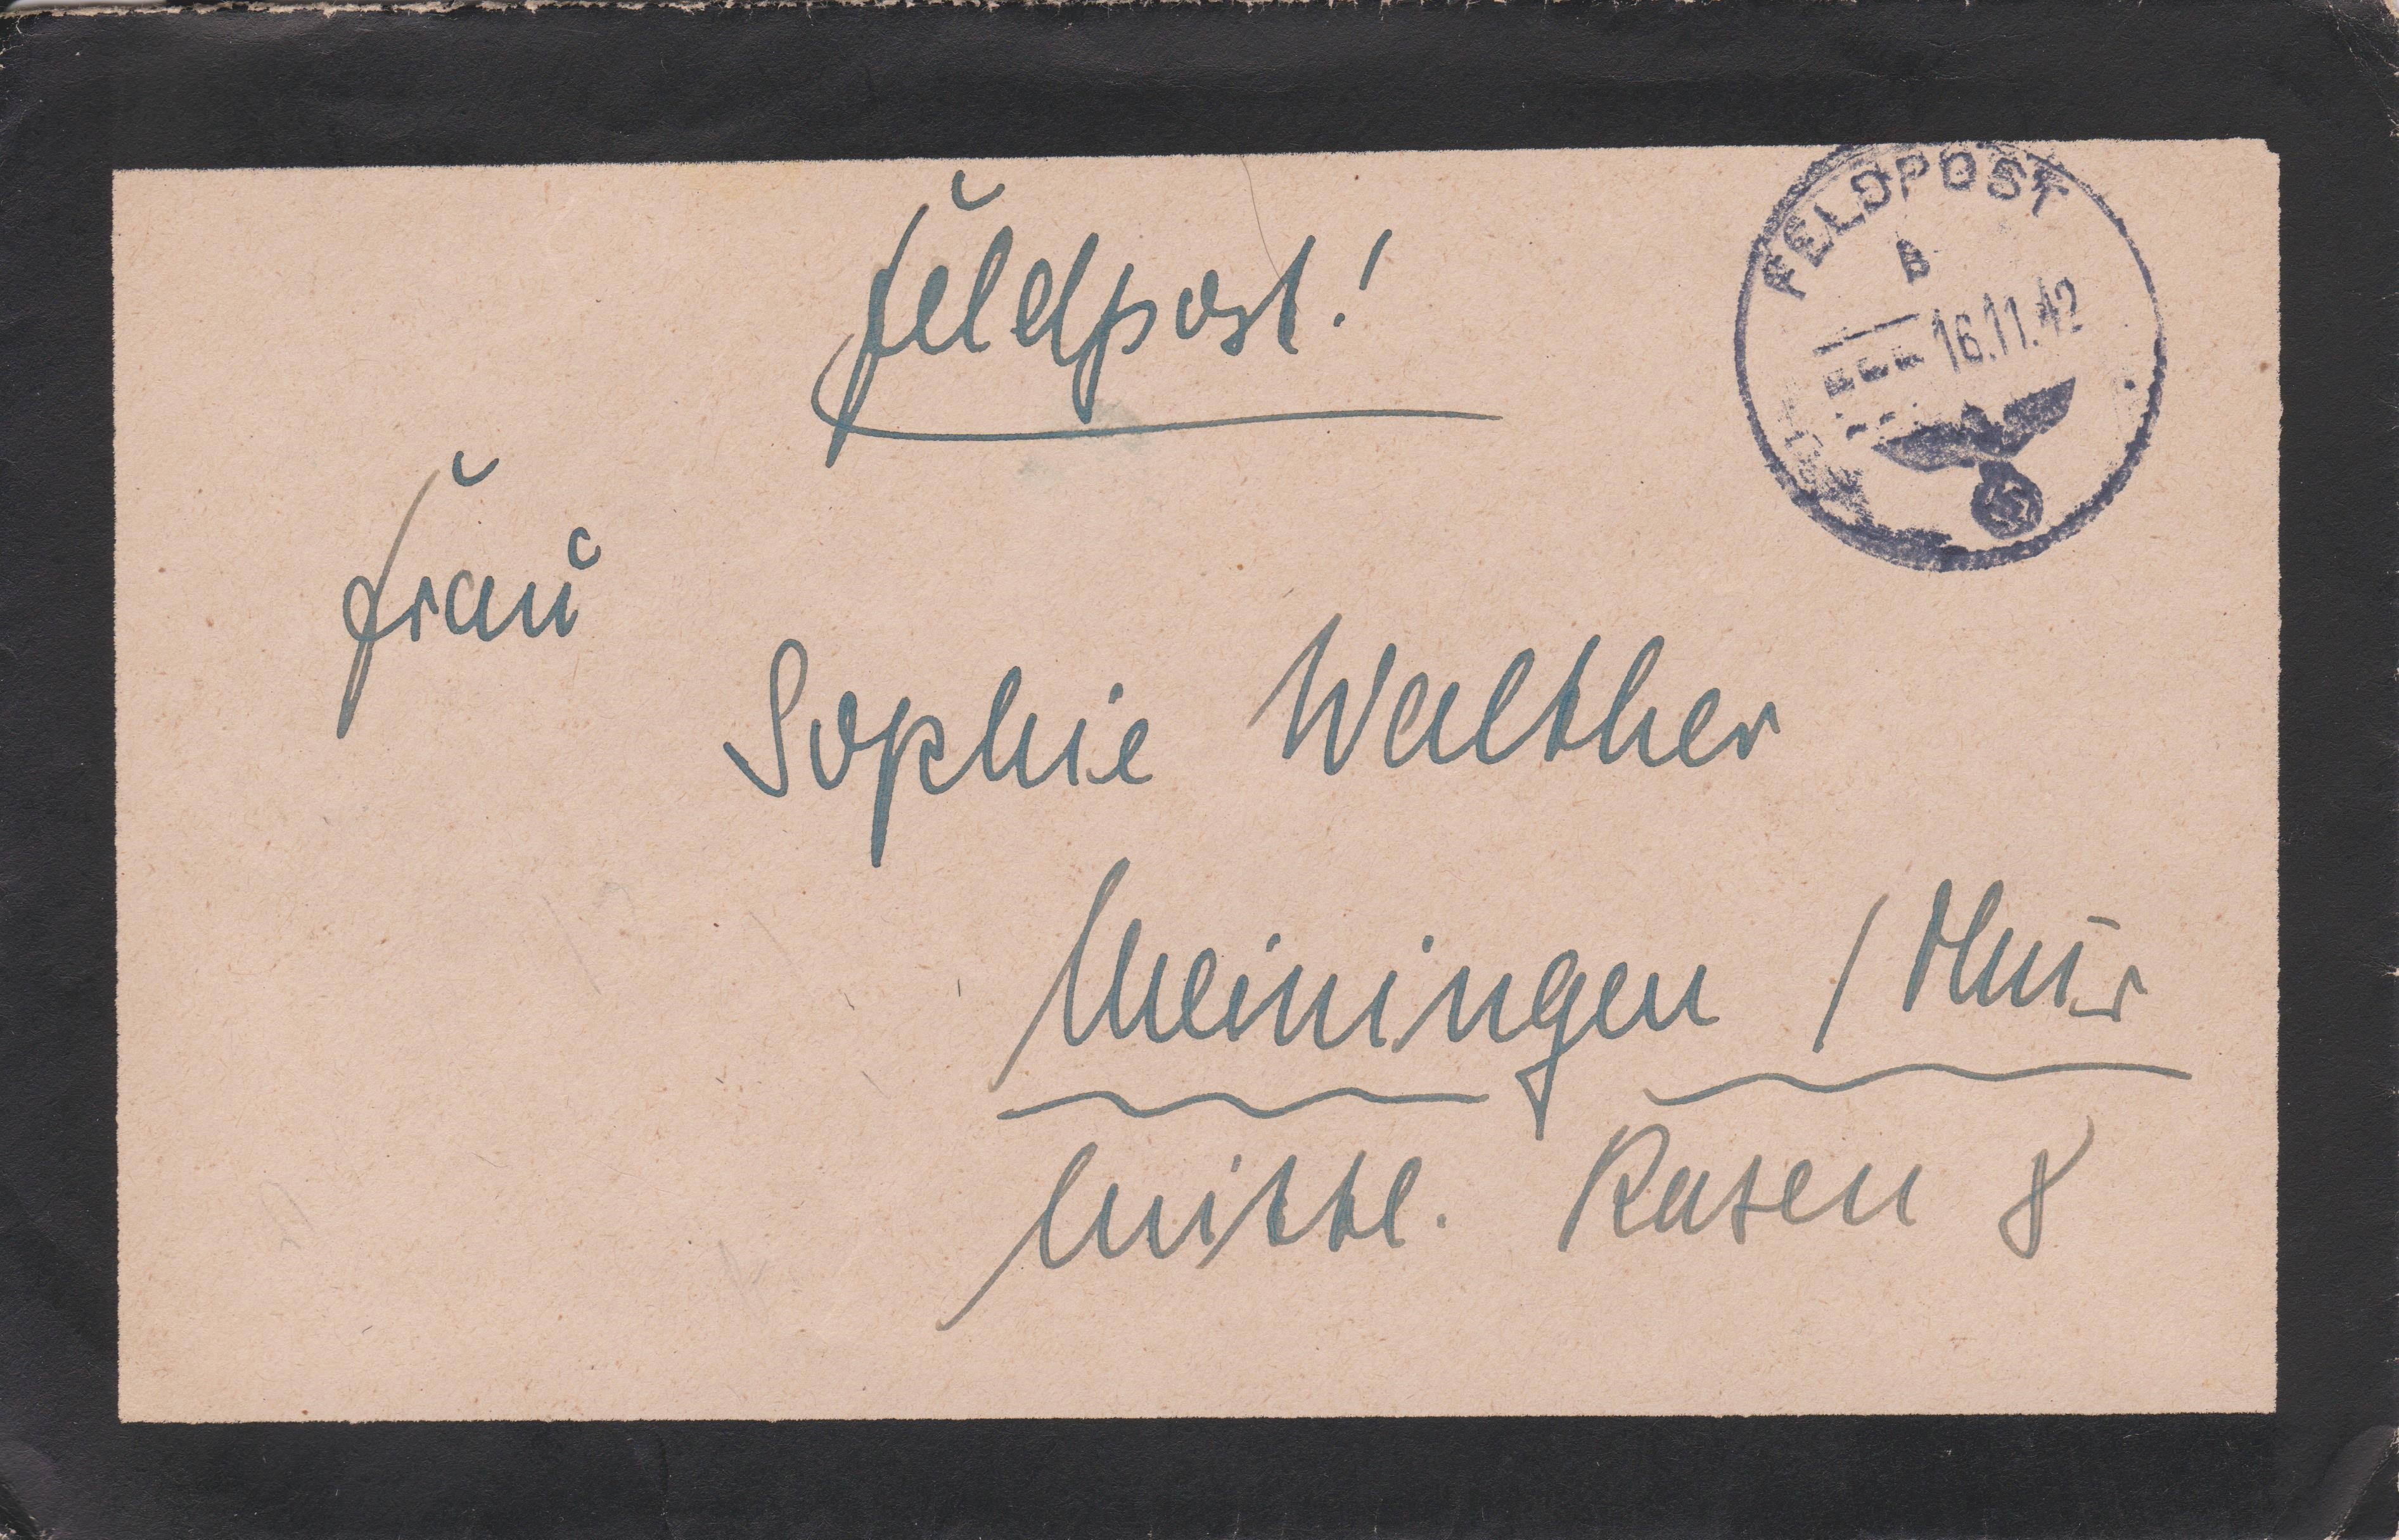 Feldpost!
FELDPOST
16.11.42
Frau
Sophie Walther
Meiningen / Thür
Mittl. Rasen 8